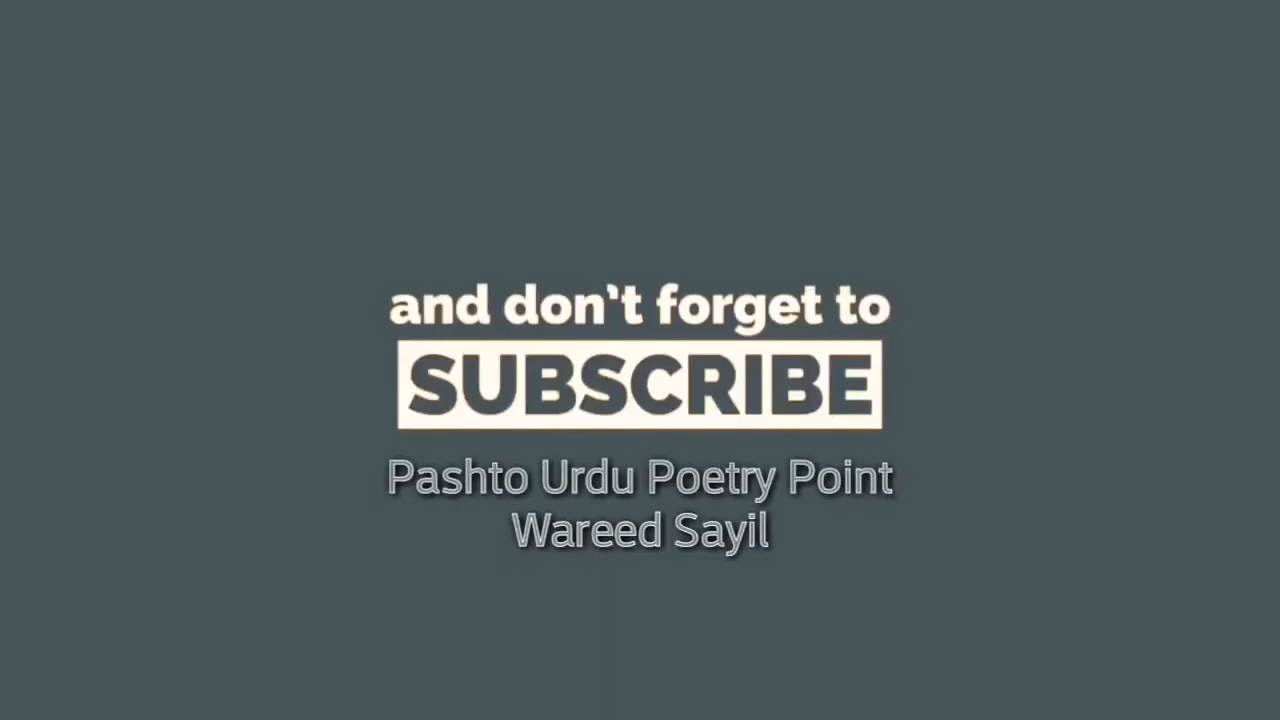 and don't forget to
SUBSCRIBE
Pashto Urdu Poetry Point
Wareed Sayil